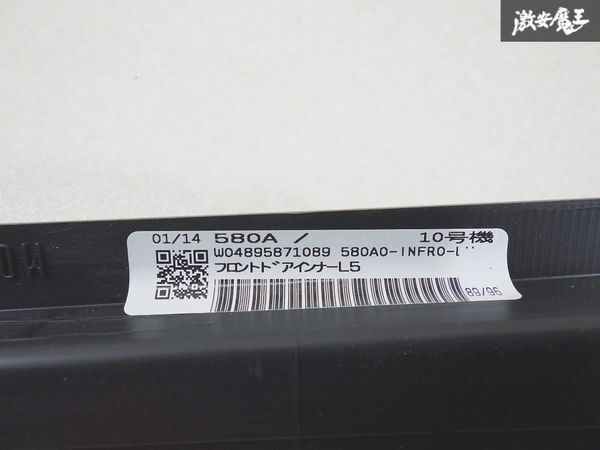 激安魔王
01/14 580A / 10号機
W04895871089 580A0-INFR0-L
フロントドアインナーL5
89/96